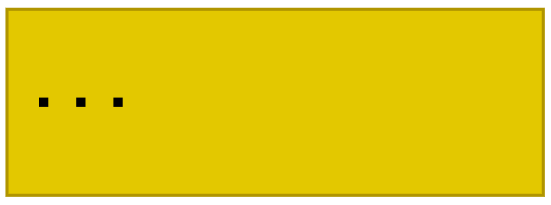 . . .